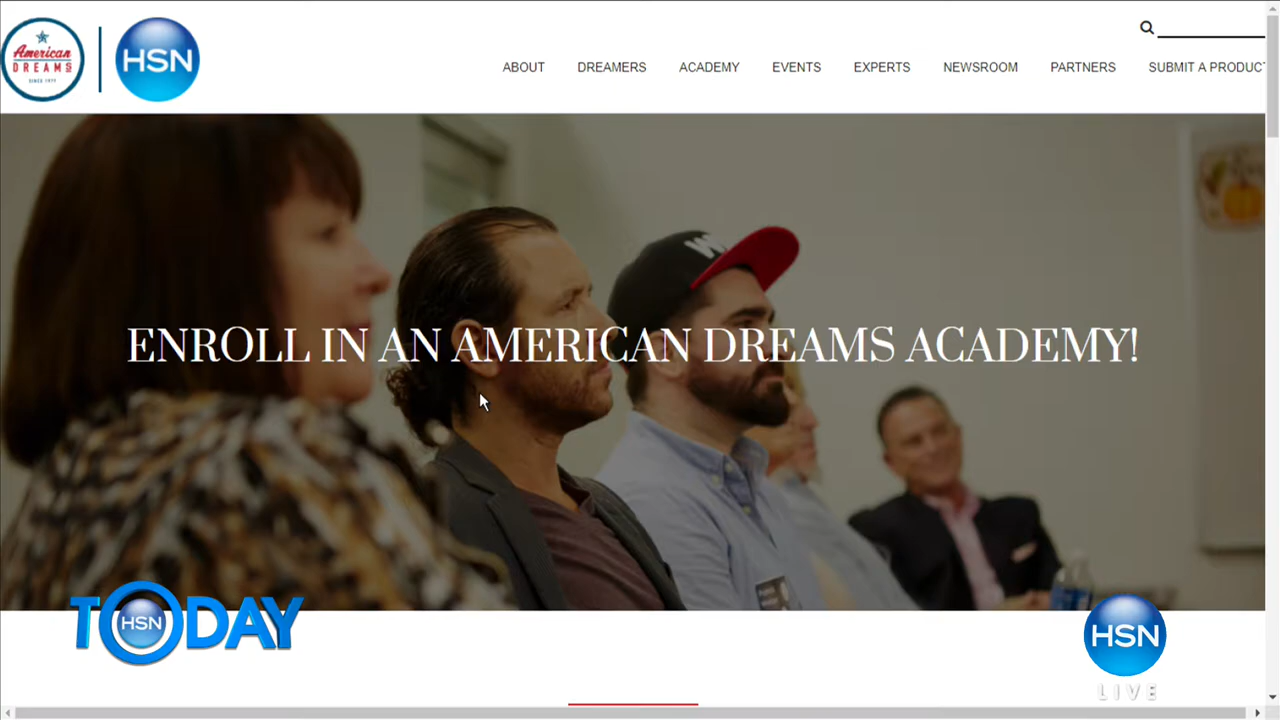 American
DREAMS
SINCE 1977
HSN
ABOUT DREAMERS ACADEMY EVENTS EXPERTS NEWSROOM PARTNERS SUBMIT A PRODUCT
W
ENROLL IN AN AMERICAN DREAMS ACADEMY!
TODAY
HSN
HSN
LIVE